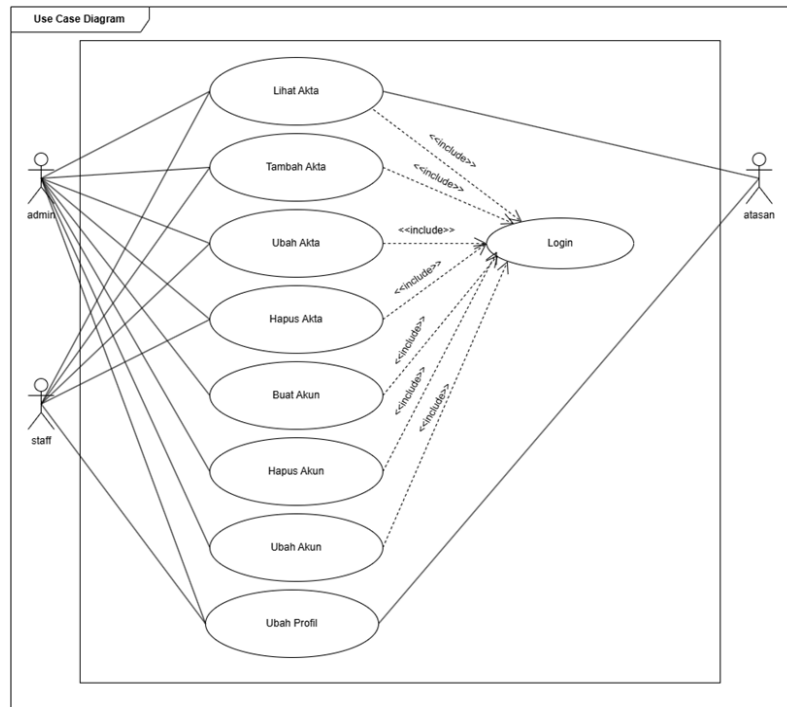 Use Case Diagram
Lihat Akta
<<include>>
Tambah Akta
<<include>>
admin
atasan
Ubah Akta
<<include>>
Login
Hapus Akta
<<include>>
Buat Akun
<<include>>
staff
Hapus Akun
<<include>>
<<include>>
Ubah Akun
Ubah Profil